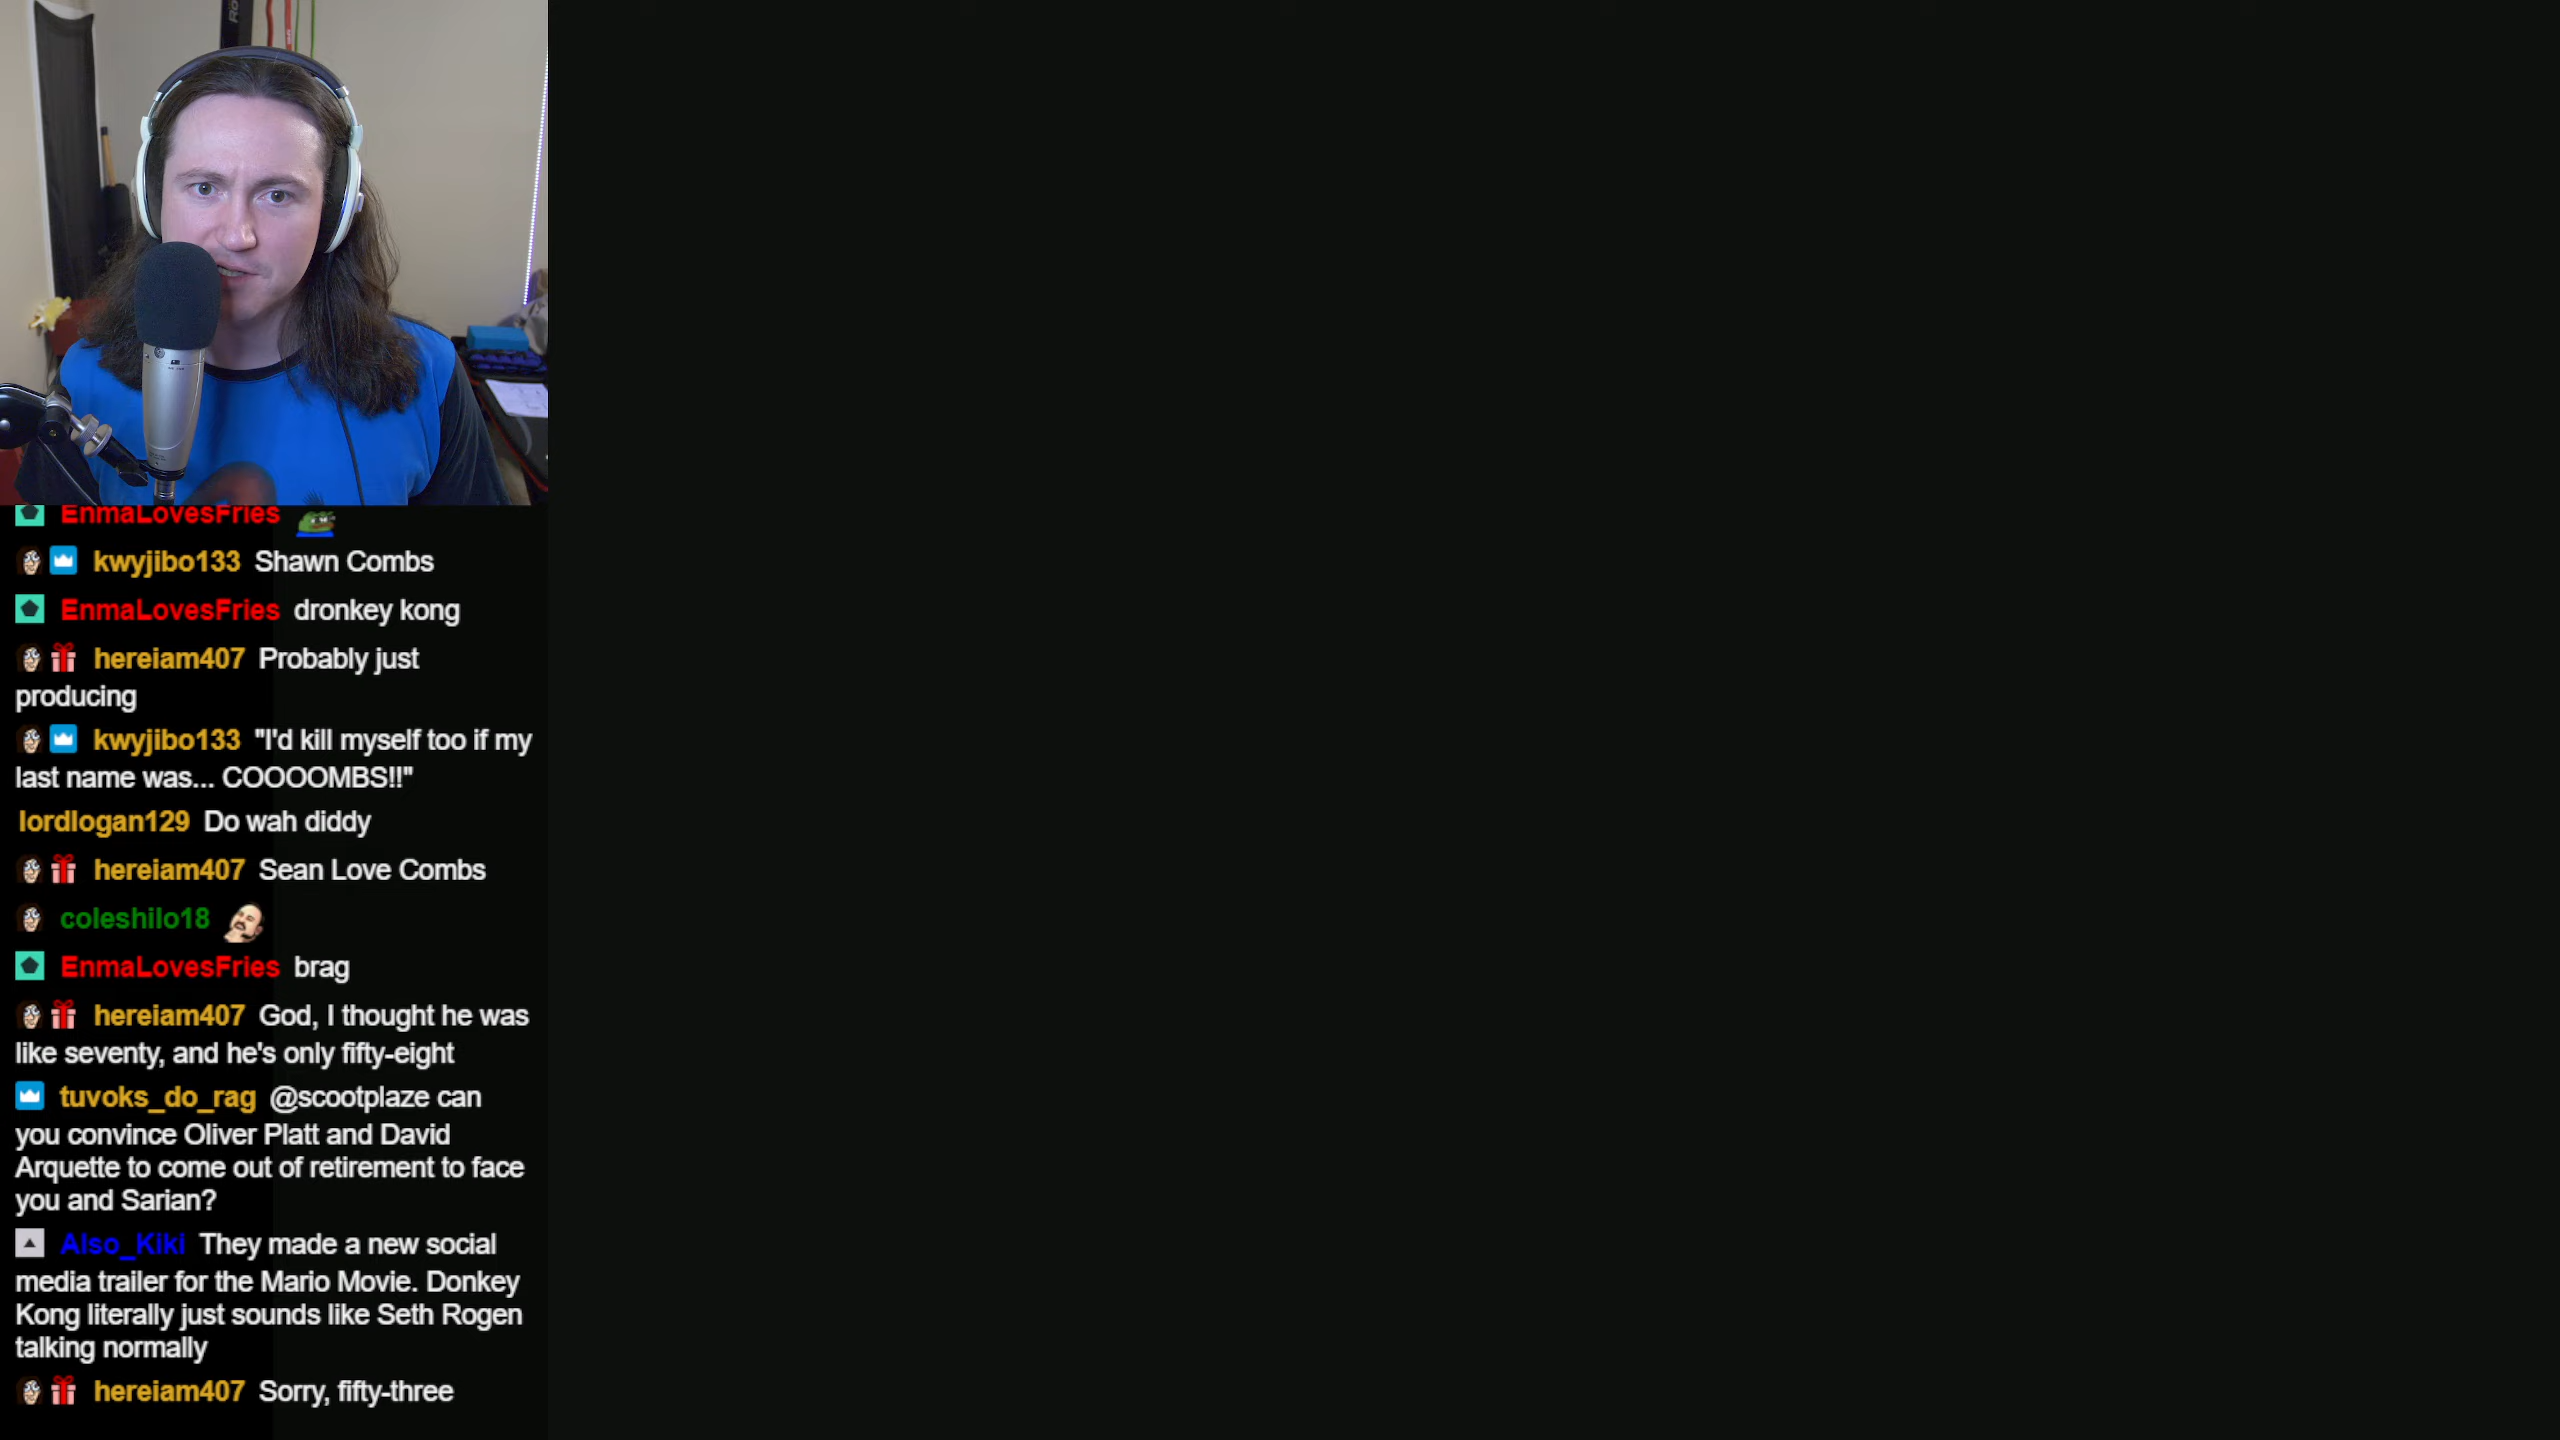 EnmaLovesFries
kwyjibo133 Shawn Combs
EnmaLovesFries dronkey kong
hereiam407 Probably just
producing
kwyjibo133 "I'd kill myself too if my
last name was... COOOOMBS!!"
lordlogan129 Do wah diddy
hereiam407 Sean Love Combs
coleshilo18
EnmaLovesFries brag
hereiam407 God, I thought he was
like seventy, and he's only fifty-eight
tuvoks_do_rag @scootplaze can
you convince Oliver Platt and David
Arquette to come out of retirement to face
you and Sarian?
Also_Kiki They made a new social
media trailer for the Mario Movie. Donkey
Kong literally just sounds like Seth Rogen
talking normally
hereiam407 Sorry, fifty-three